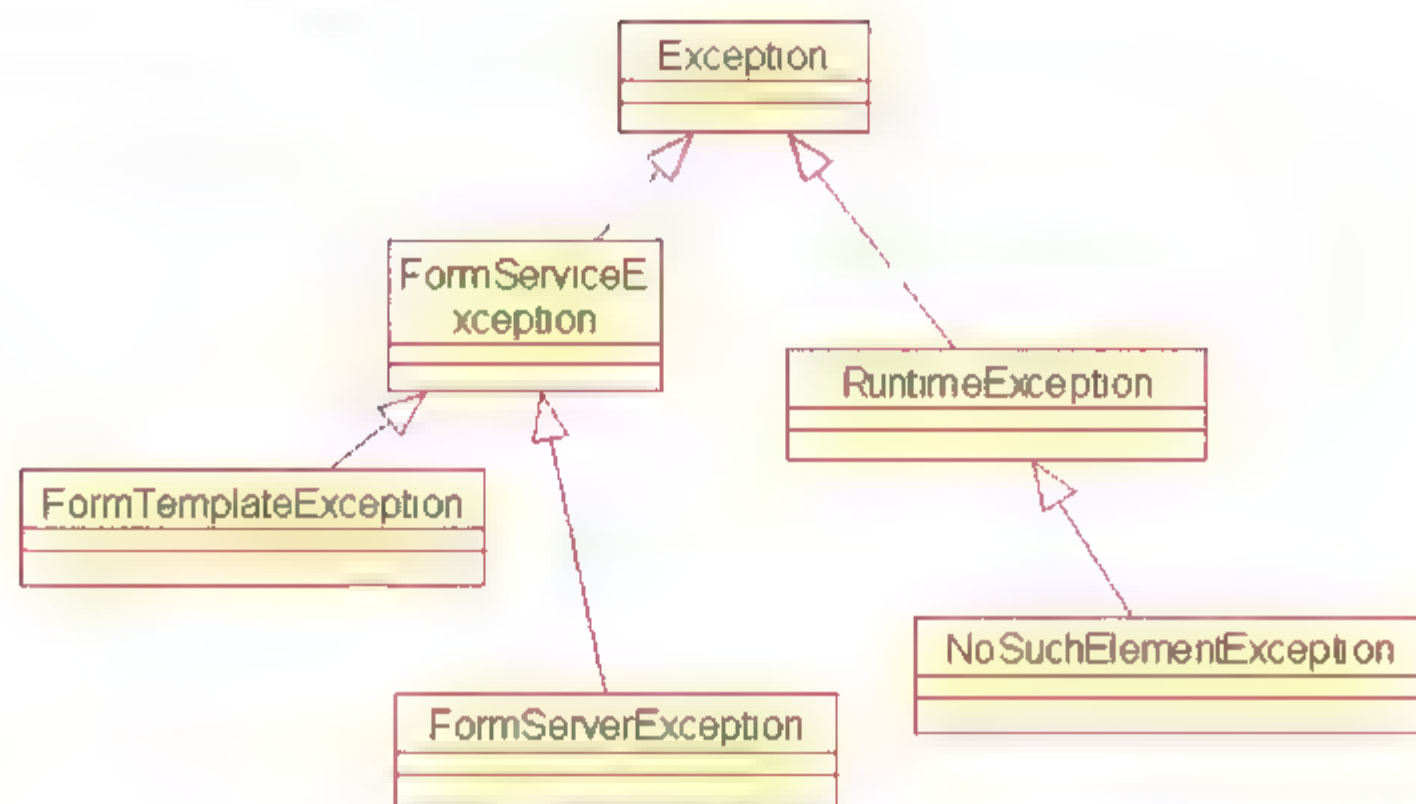 Exception
FormServiceE
xception
RuntimeException
FormTemplateException
NoSuchElementException
FormServerException